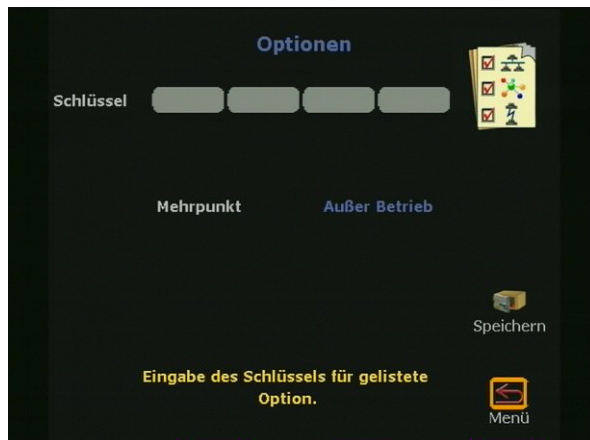 Optionen
Schlüssel
Mehrpunkt Außer Betrieb
Speichern
Eingabe des Schlüssels für gelistete
Option.
Menü